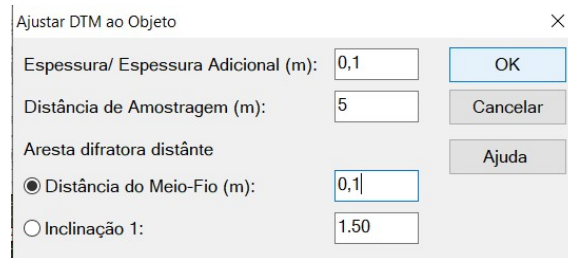 Ajustar DTM ao Objeto
Espessura/ Espessura Adicional (m): 0,1 OK
Distância de Amostragem (m): 5 Cancelar
Aresta difratora distânte Ajuda
Distância do Meio-Fio (m): 0,1
Inclinação 1: 1.50